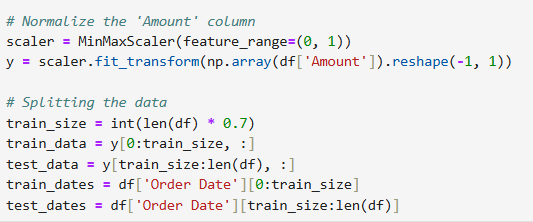 # Normalize the 'Amount' column
scaler = MinMaxScaler(feature_range=(0, 1))
y = scaler.fit_transform(np.array(df['Amount']).reshape(-1, 1))
# Splitting the data
train_size = int(len(df) * 0.7)
train_data = y[0:train_size, :]
test_data = y[train_size:len(df), :]
train_dates = df['Order Date'][0:train_size]
test_dates = df['Order Date'][train_size:len(df)]